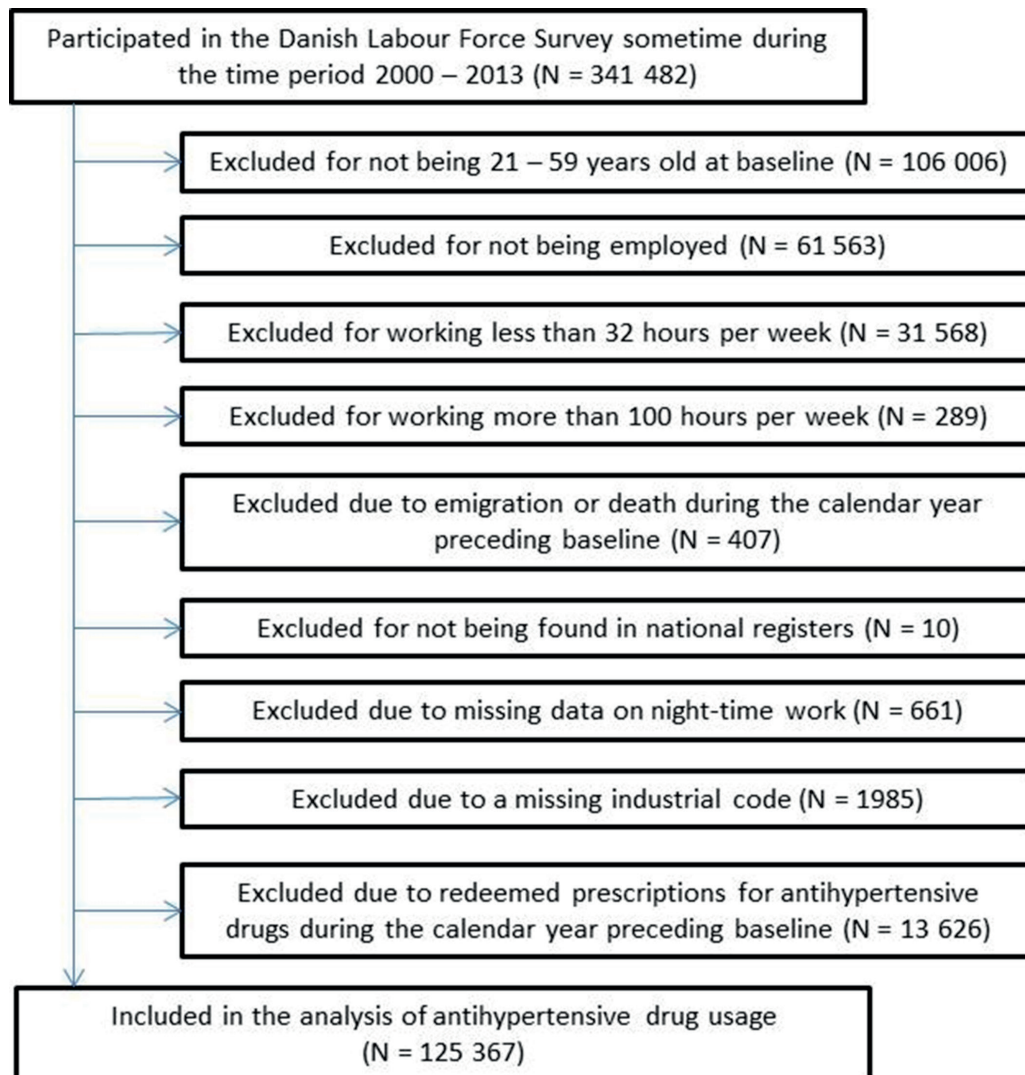 Participated in the Danish Labour Force Survey sometime during
the time period 2000 – 2013 (N = 341 482)
Excluded for not being 21 – 59 years old at baseline (N = 106 006)
Excluded for not being employed (N = 61 563)
Excluded for working less than 32 hours per week (N = 31 568)
Excluded for working more than 100 hours per week (N = 289)
Excluded due to emigration or death during the calendar year
preceding baseline (N = 407)
Excluded for not being found in national registers (N = 10)
Excluded due to missing data on night-time work (N = 661)
Excluded due to a missing industrial code (N = 1985)
Excluded due to redeemed prescriptions for antihypertensive
drugs during the calendar year preceding baseline (N = 13 626)
Included in the analysis of antihypertensive drug usage
(N = 125 367)